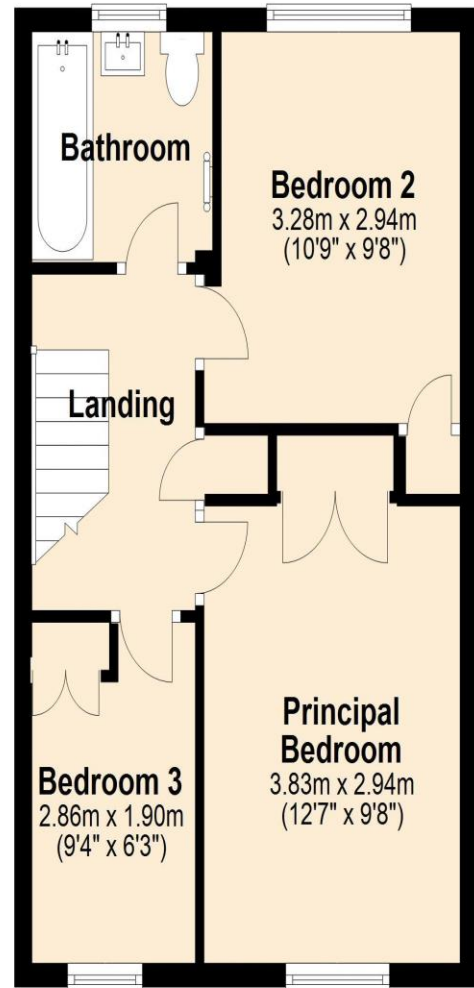 Bathroom
Bedroom 2
3.28m x 2.94m
(10'9" x 9'8")
Landing
Principal
Bedroom
3.83m x 2.94m
(12'7" x 9'8")
Bedroom 3
2.86m x 1.90m
(9'4" x 6'3")